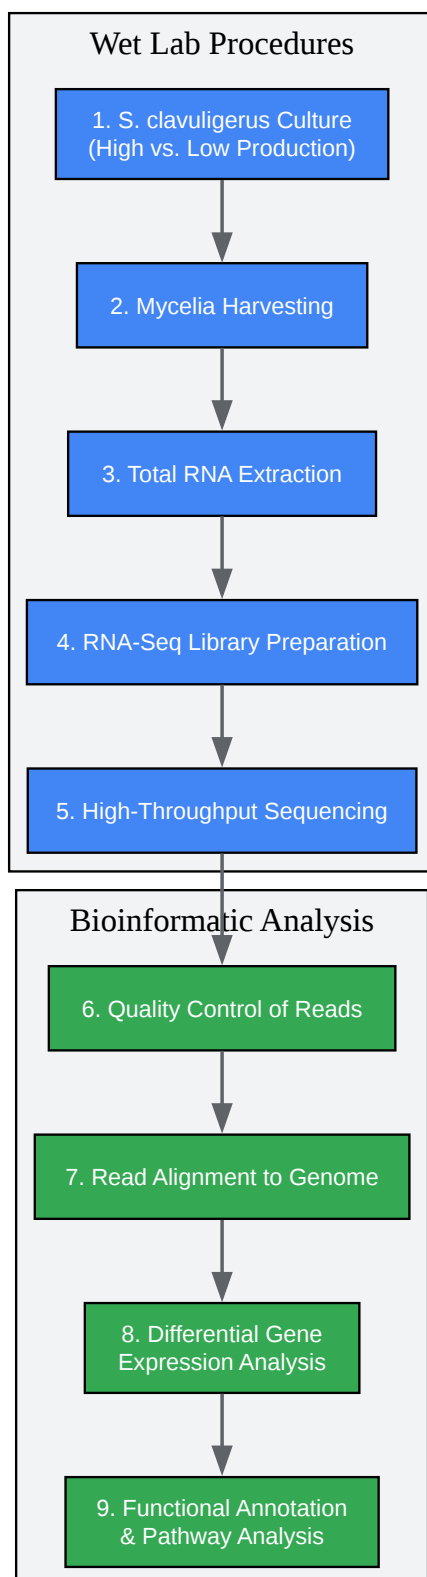 Wet Lab Procedures
1. S. clavuligerus Culture
(High vs. Low Production)
2. Mycelia Harvesting
3. Total RNA Extraction
4. RNA-Seq Library Preparation
5. High-Throughput Sequencing
Bioinformatic Analysis
6. Quality Control of Reads
7. Read Alignment to Genome
8. Differential Gene
Expression Analysis
9. Functional Annotation
& Pathway Analysis